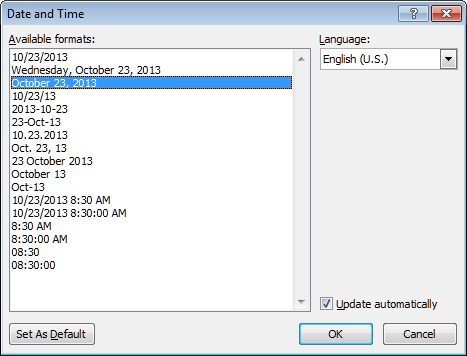 Date and Time
?
Available formats:
Language:
10/23/2013
Wednesday, October 23, 2013
October 23, 2013
10/23/13
2013-10-23
23-Oct-13
10.23.2013
Oct. 23, 13
23 October 2013
October 13
Oct-13
10/23/2013 8:30 AM
10/23/2013 8:30:00 AM
8:30 AM
8:30:00 AM
08:30
08:30:00
English (U.S.)
Update automatically
Set As Default
OK
Cancel